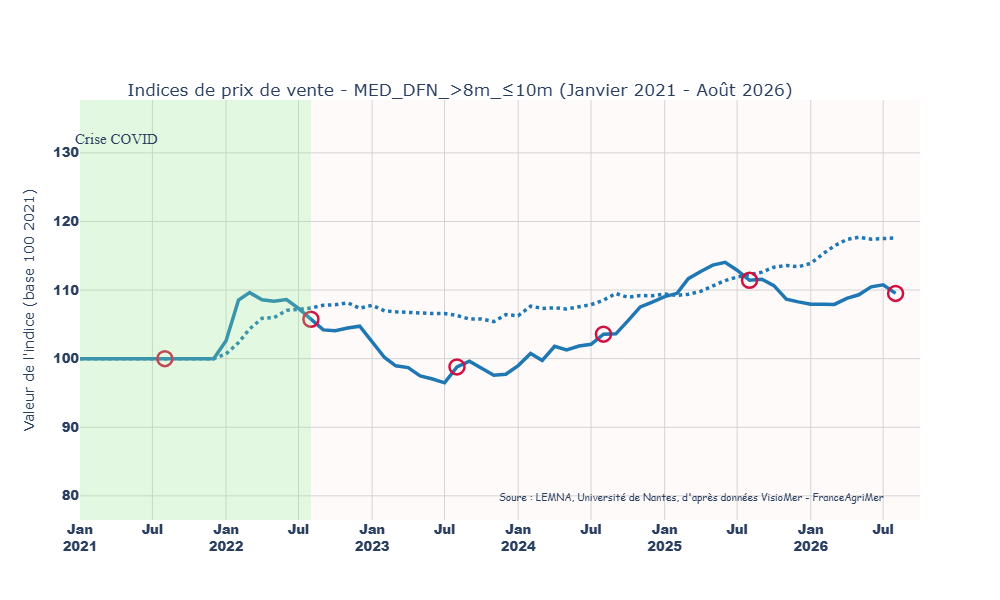 Indices de prix de vente - MED_DFN_>8m_≤10m (Janvier 2021 - Août 2026)
Crise COVID
Valeur de l'indice (base 100 2021)
130
120
110
100
90
80
Soure : LEMNA, Université de Nantes, d'après données VisioMer - FranceAgriMer
Jan Jul Jan Jul Jan Jul Jan Jul Jan Jul Jan Jul
2021 2022 2023 2024 2025 2026